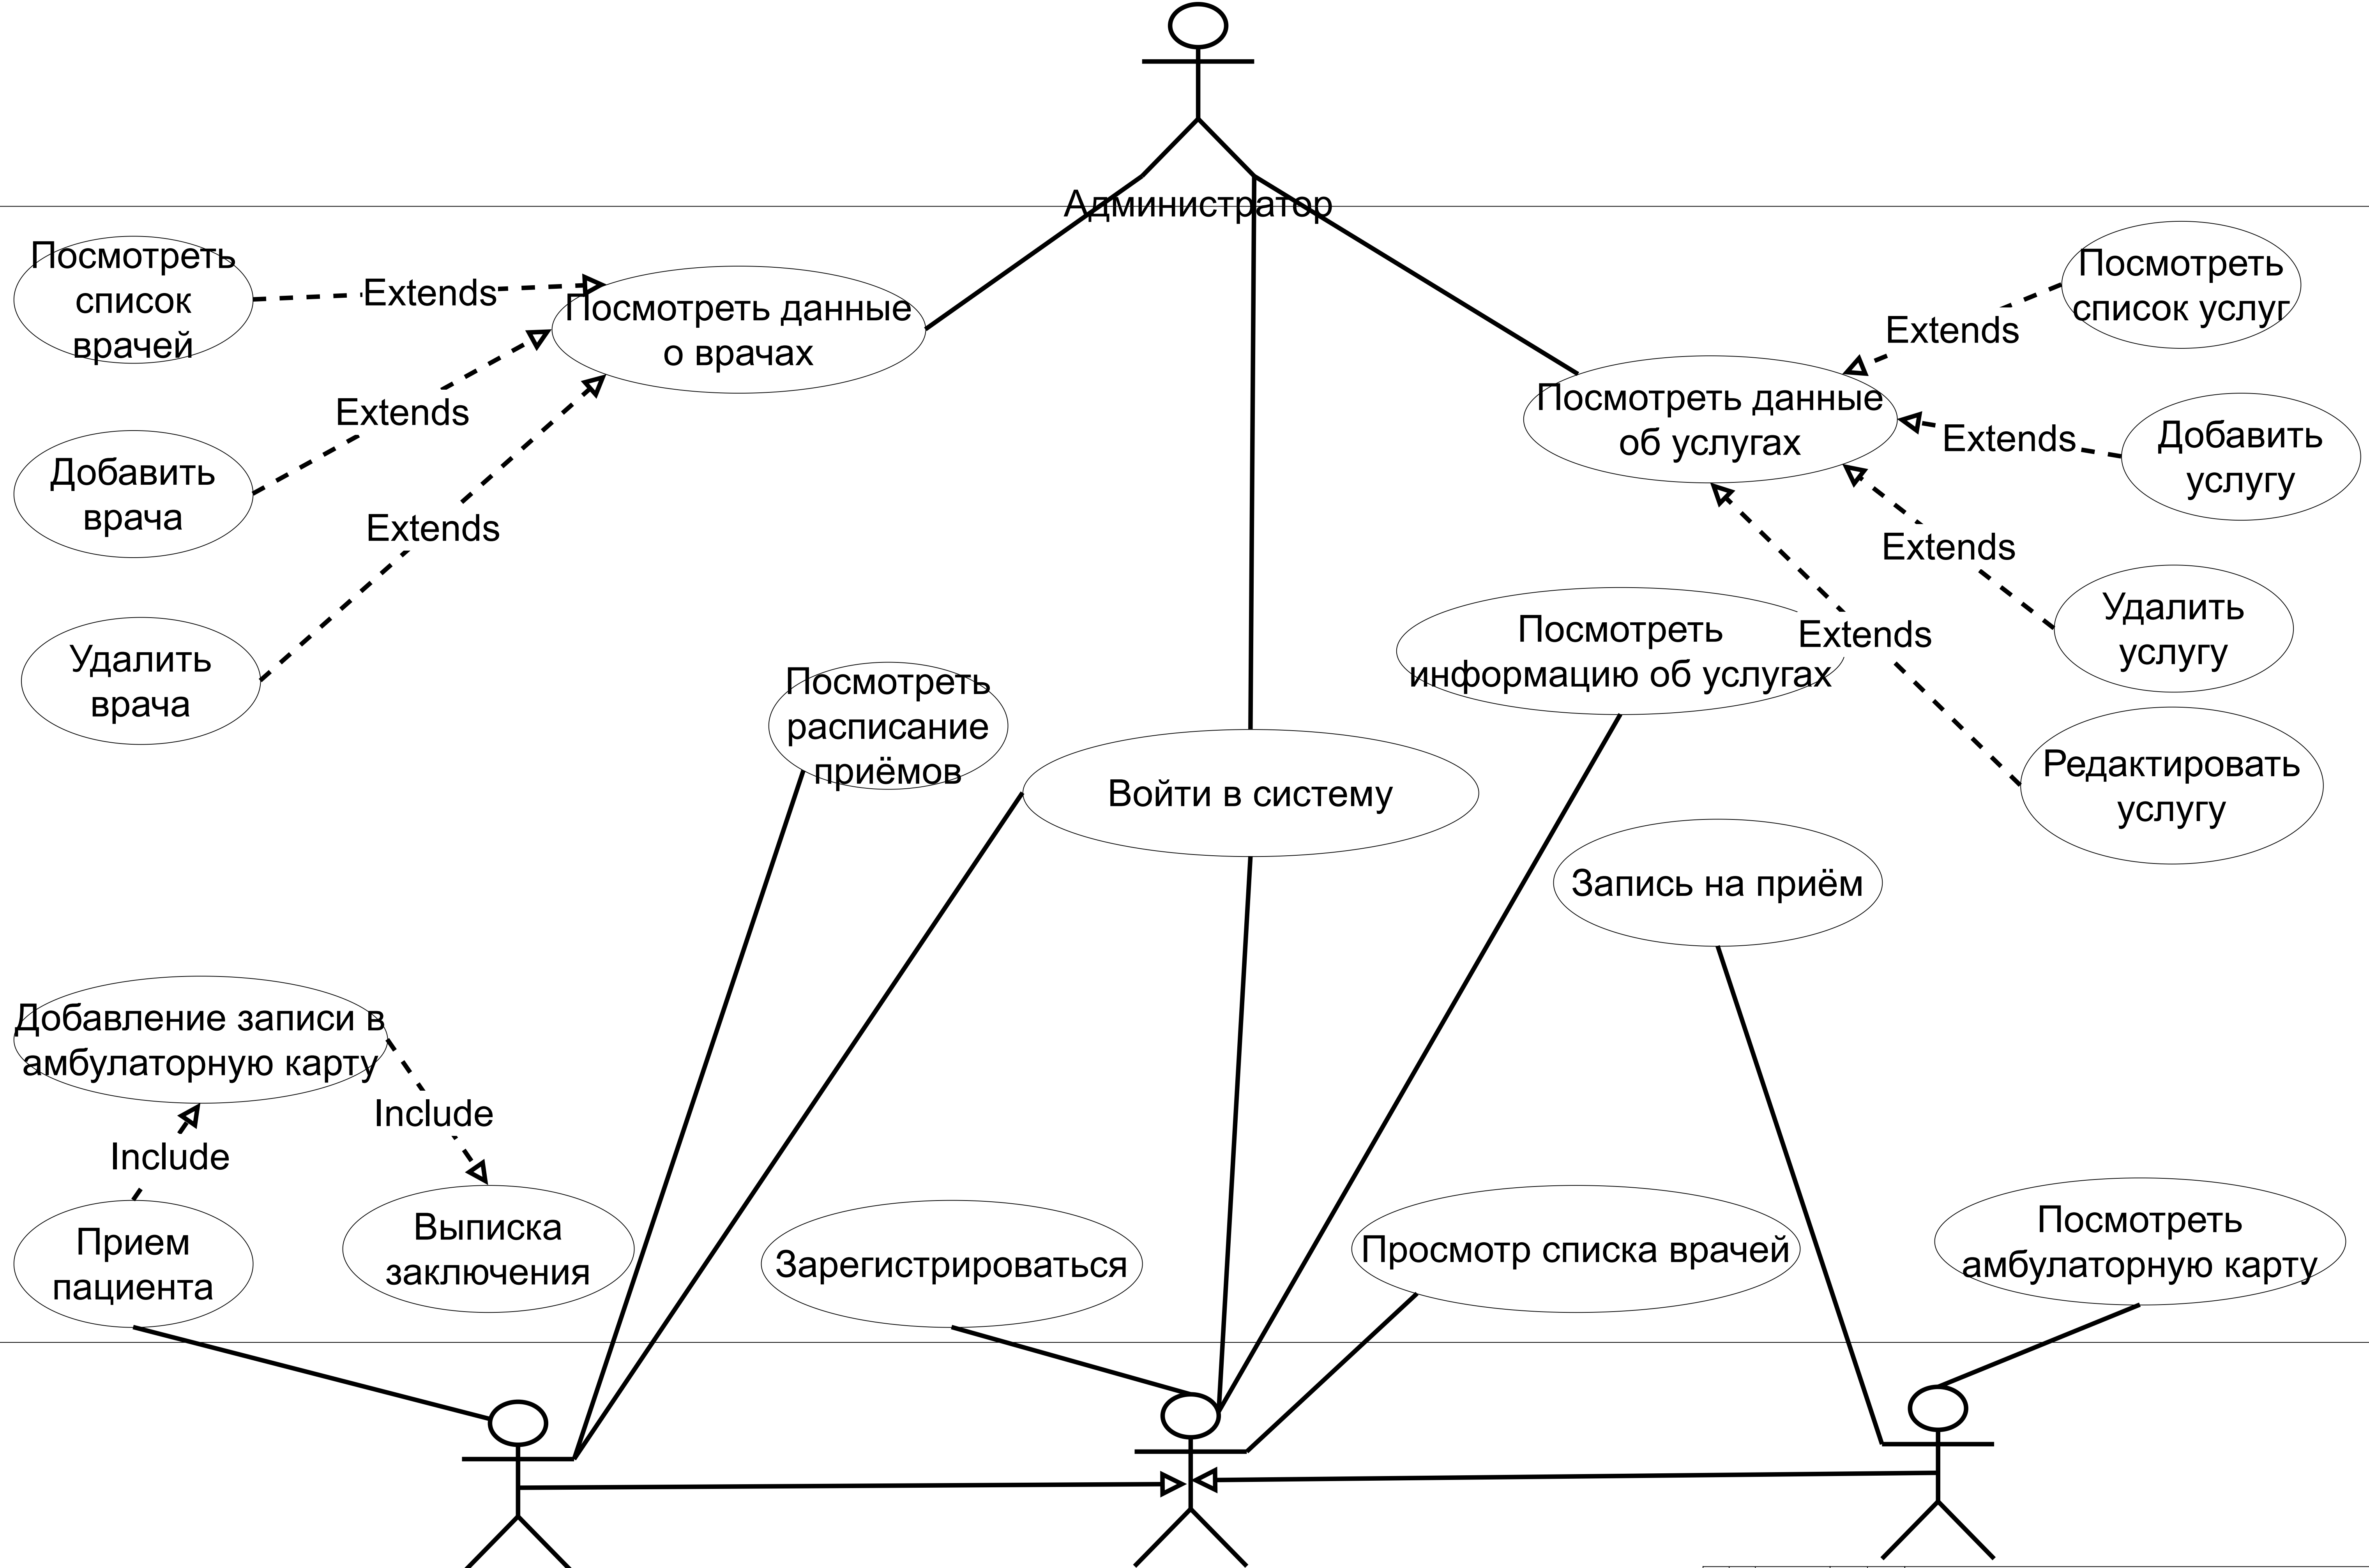 Администратор
Посмотреть
список
врачей
Extends
Посмотреть данные
о врачах
Посмотреть
список услуг
Extends
Extends
Посмотреть данные
об услугах
Extends
Добавить
услугу
Добавить
врача
Extends
Extends
Удалить
врача
Посмотреть
расписание
приёмов
Посмотреть
информацию об услугах
Extends
Удалить
услугу
Войти в систему
Редактировать
услугу
Запись на приём
Добавление записи в
амбулаторную карту
Include
Include
Прием
пациента
Выписка
заключения
Зарегистрироваться
Просмотр списка врачей
Посмотреть
амбулаторную карту